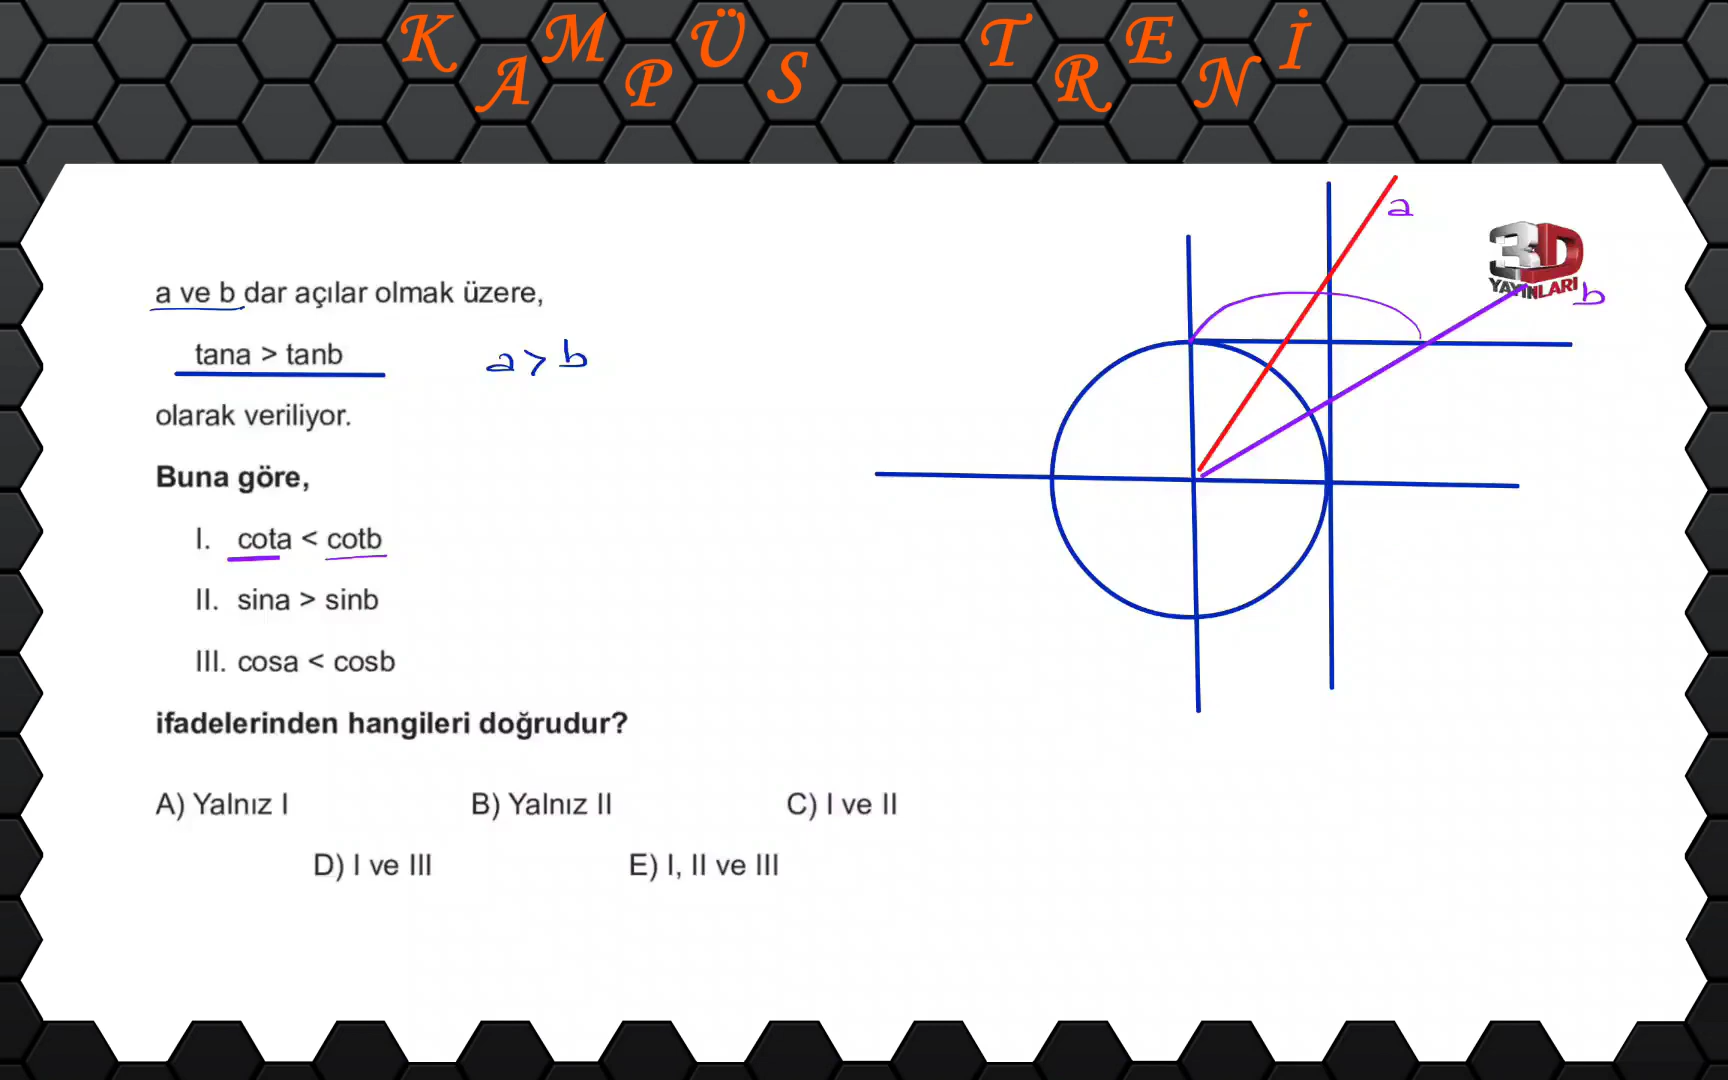 KAMPÜS TRENİ
a
3D
YAYINLARI
b
a ve b dar açılar olmak üzere,
tana > tanb
a > b
olarak veriliyor.
Buna göre,
I. cota < cotb
II. sina > sinb
III. cosa < cosb
ifadelerinden hangileri doğrudur?
A) Yalnız I B) Yalnız II C) I ve II
D) I ve III E) I, II ve III